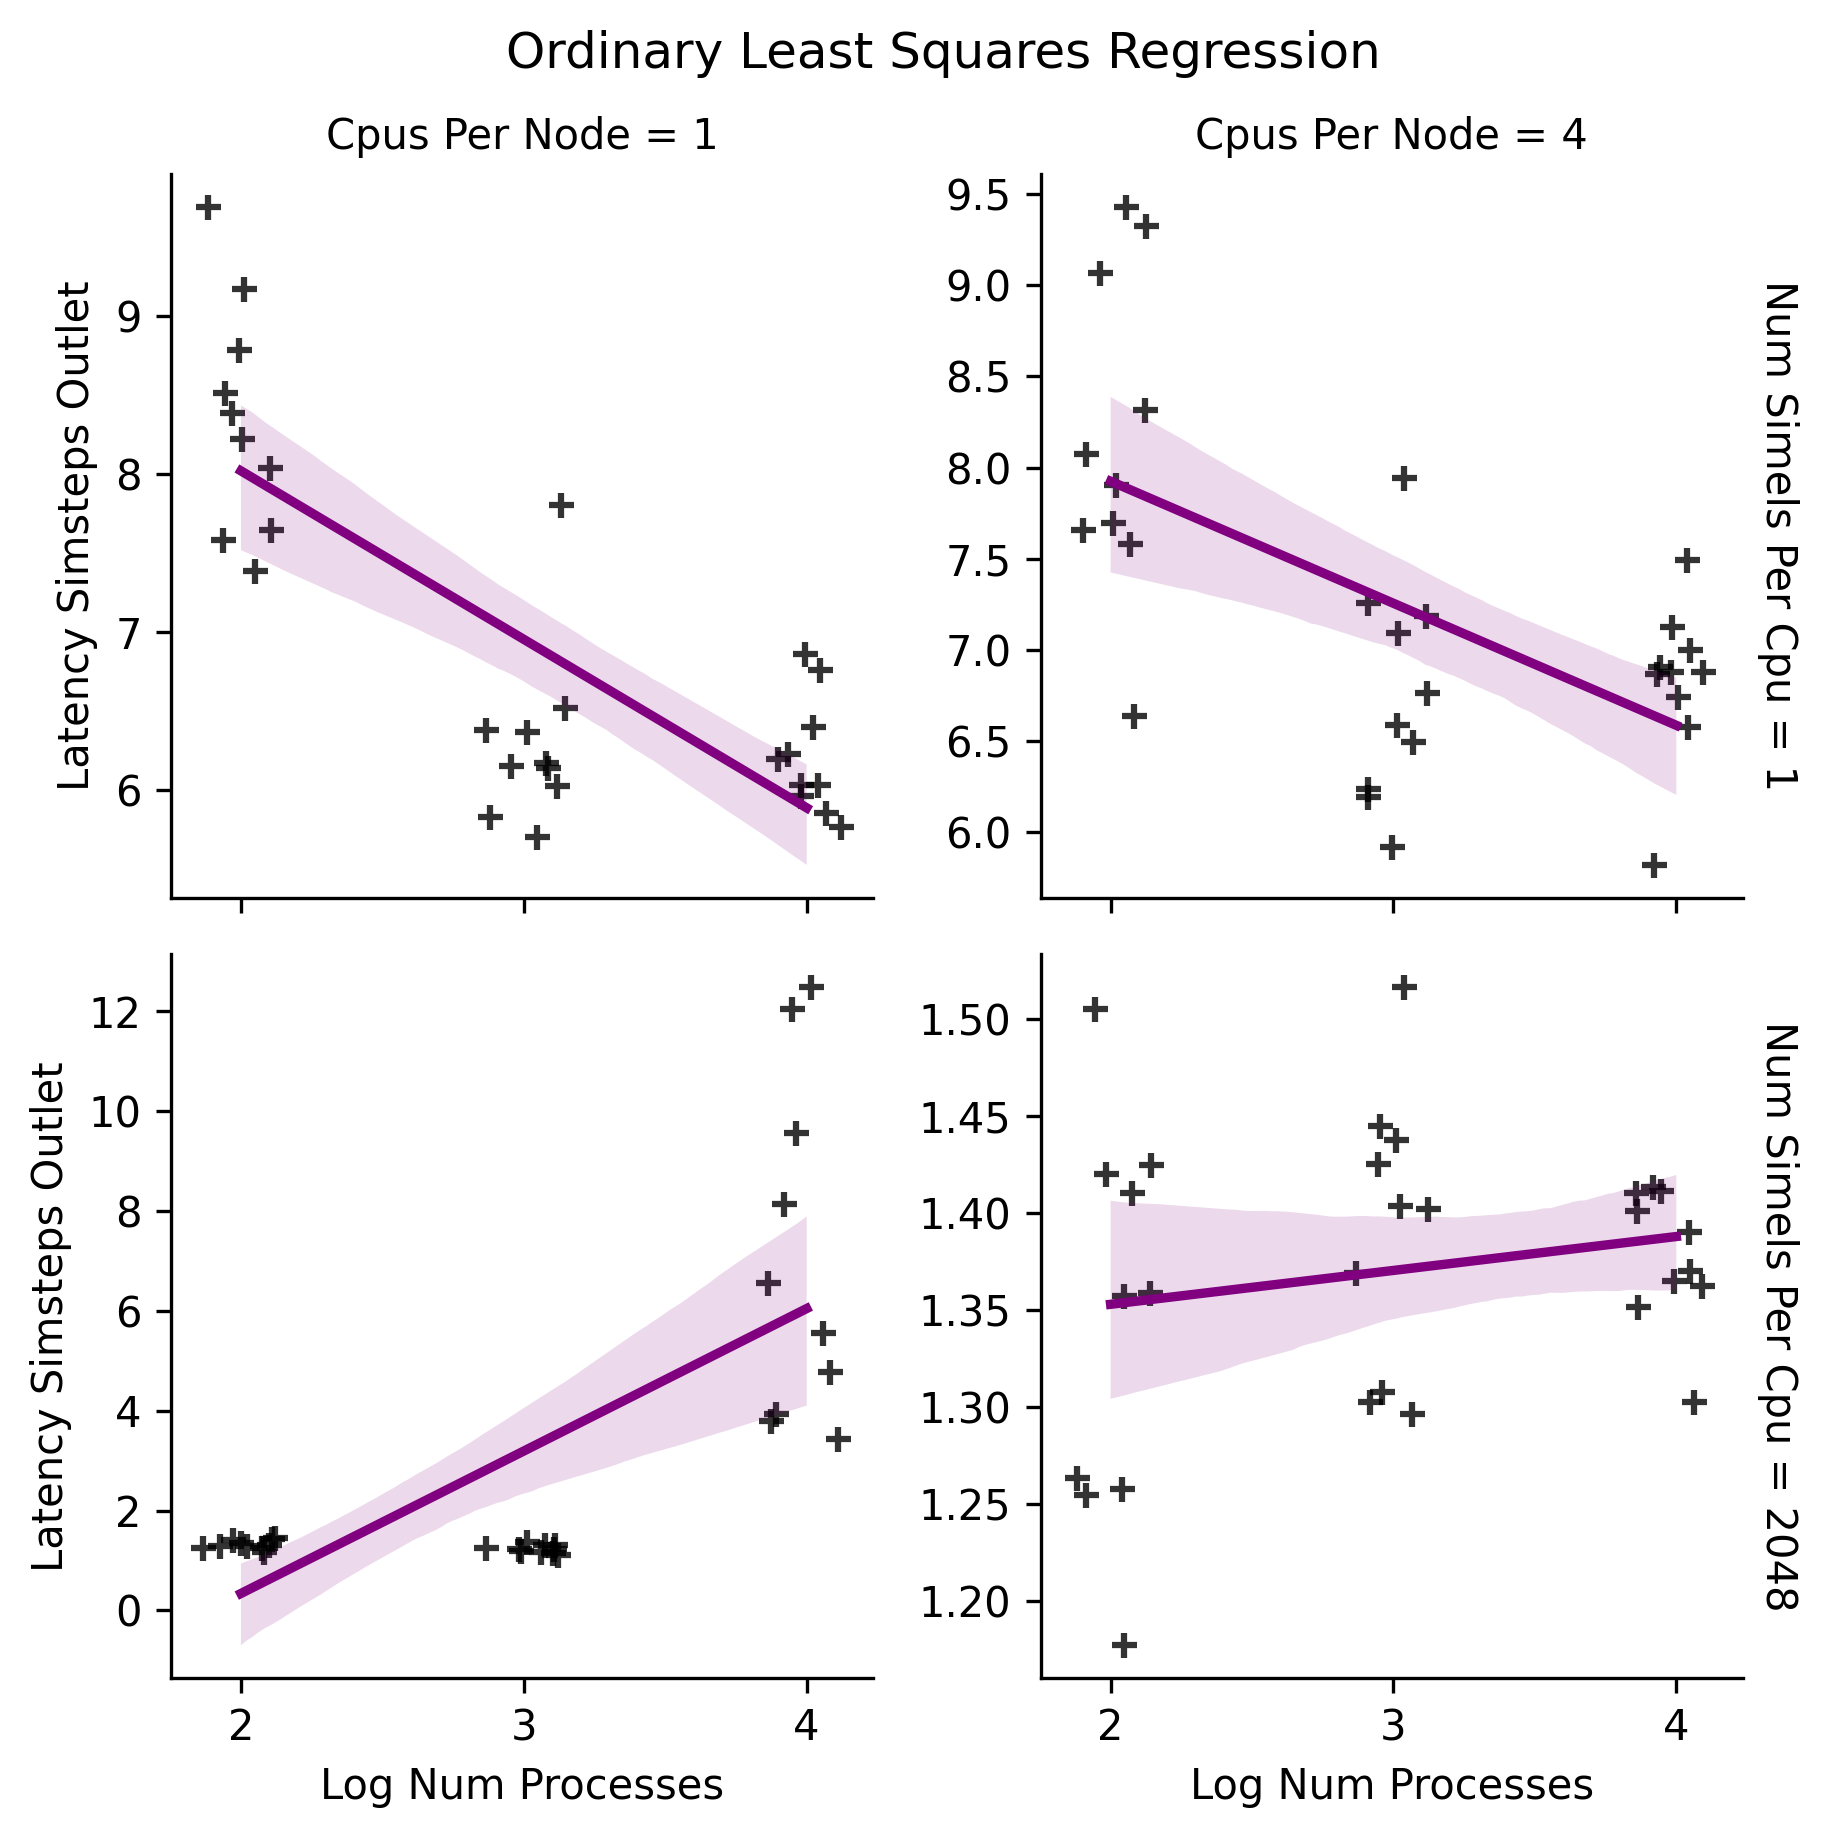 Ordinary Least Squares Regression
Cpus Per Node = 1
Cpus Per Node = 4
Latency Simsteps Outlet
9
8
7
6
9.5
9.0
8.5
8.0
7.5
7.0
6.5
6.0
Num Simels Per Cpu = 1
Latency Simsteps Outlet
12
10
8
6
4
2
0
1.50
1.45
1.40
1.35
1.30
1.25
1.20
Num Simels Per Cpu = 2048
2 3 4
2 3 4
Log Num Processes
Log Num Processes